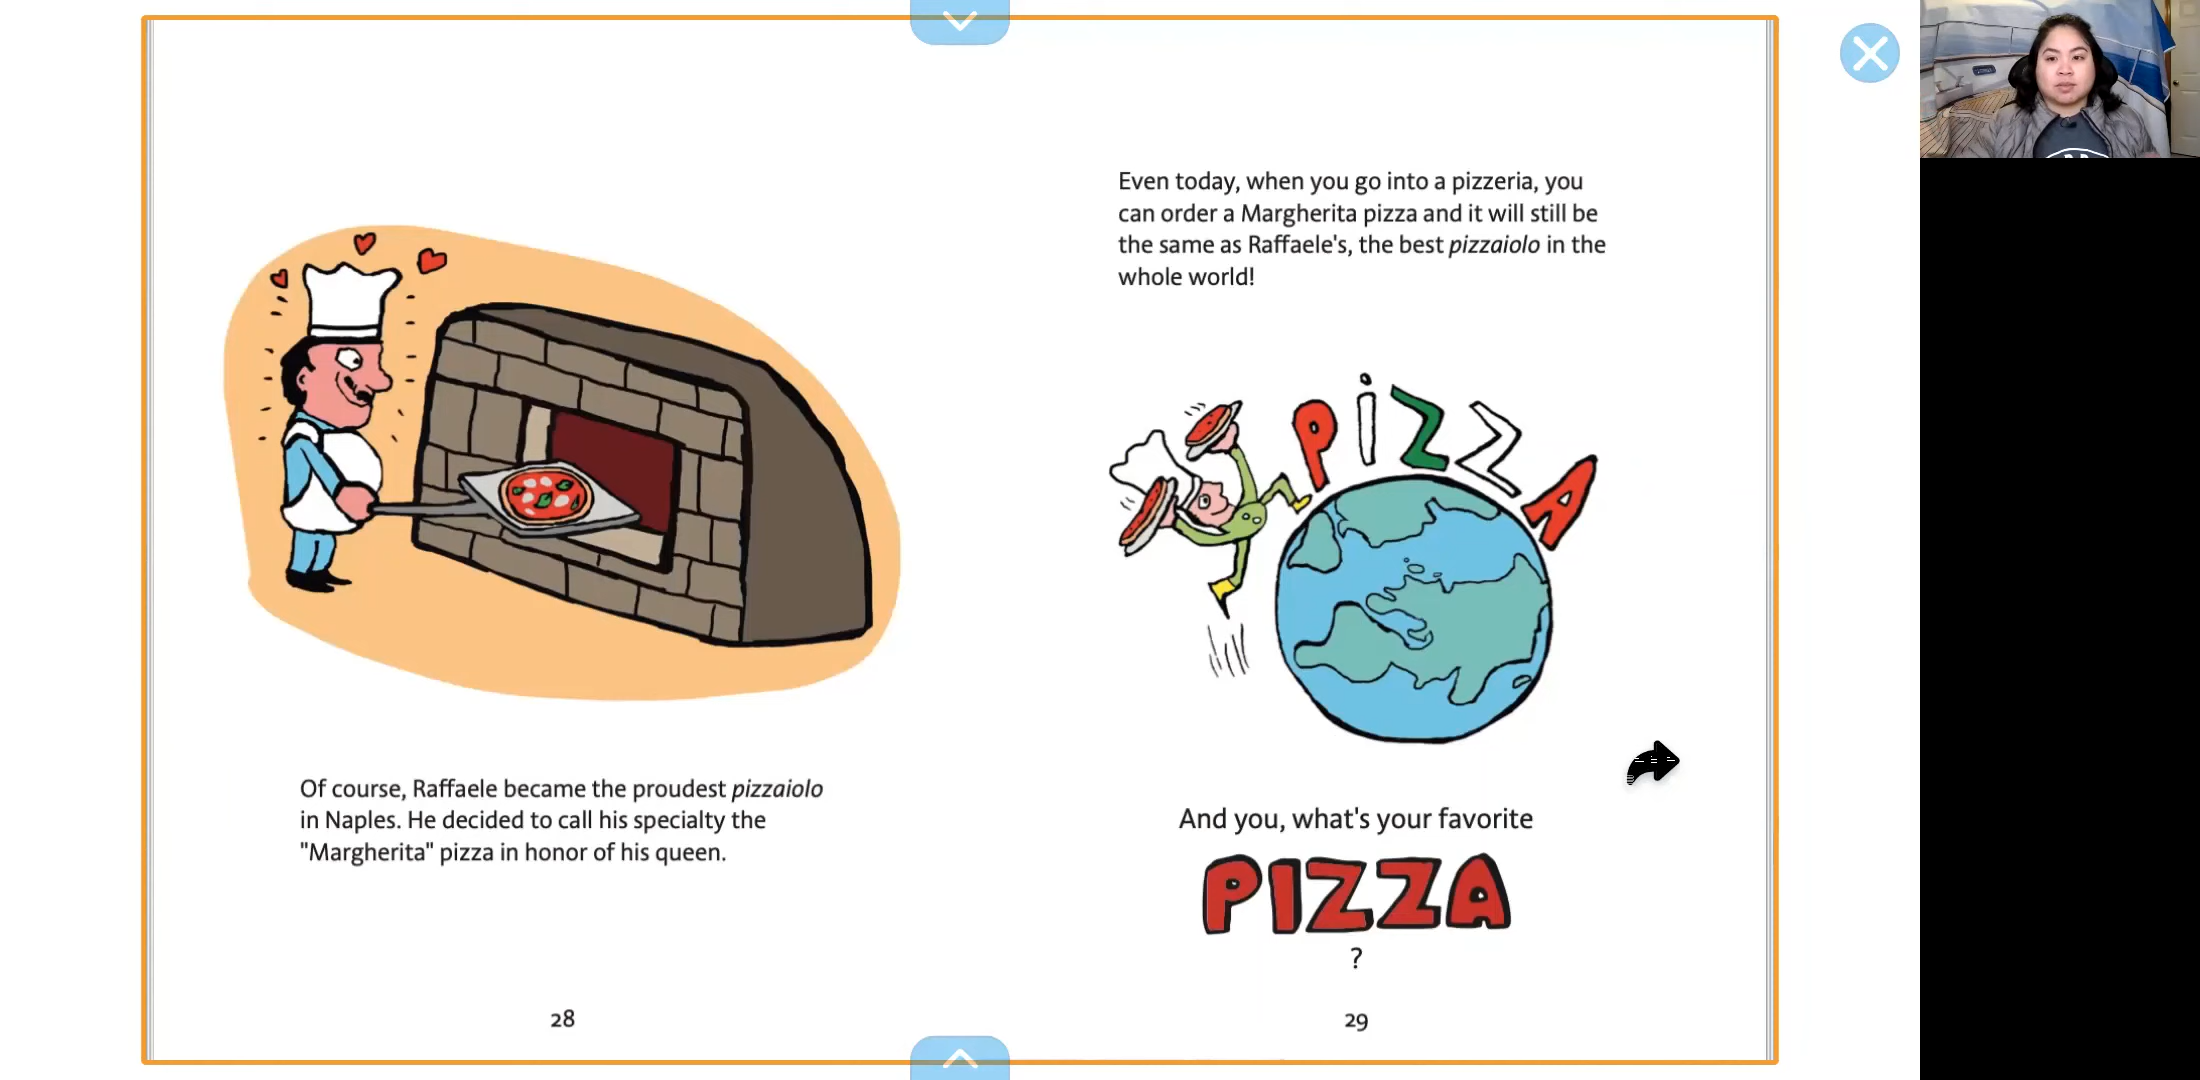 Of course, Raffaele became the proudest pizzaiolo
in Naples. He decided to call his specialty the
"Margherita" pizza in honor of his queen.
28
Even today, when you go into a pizzeria, you
can order a Margherita pizza and it will still be
the same as Raffaele's, the best pizzaiolo in the
whole world!
PiZZA
And you, what's your favorite
PIZZA
?
29